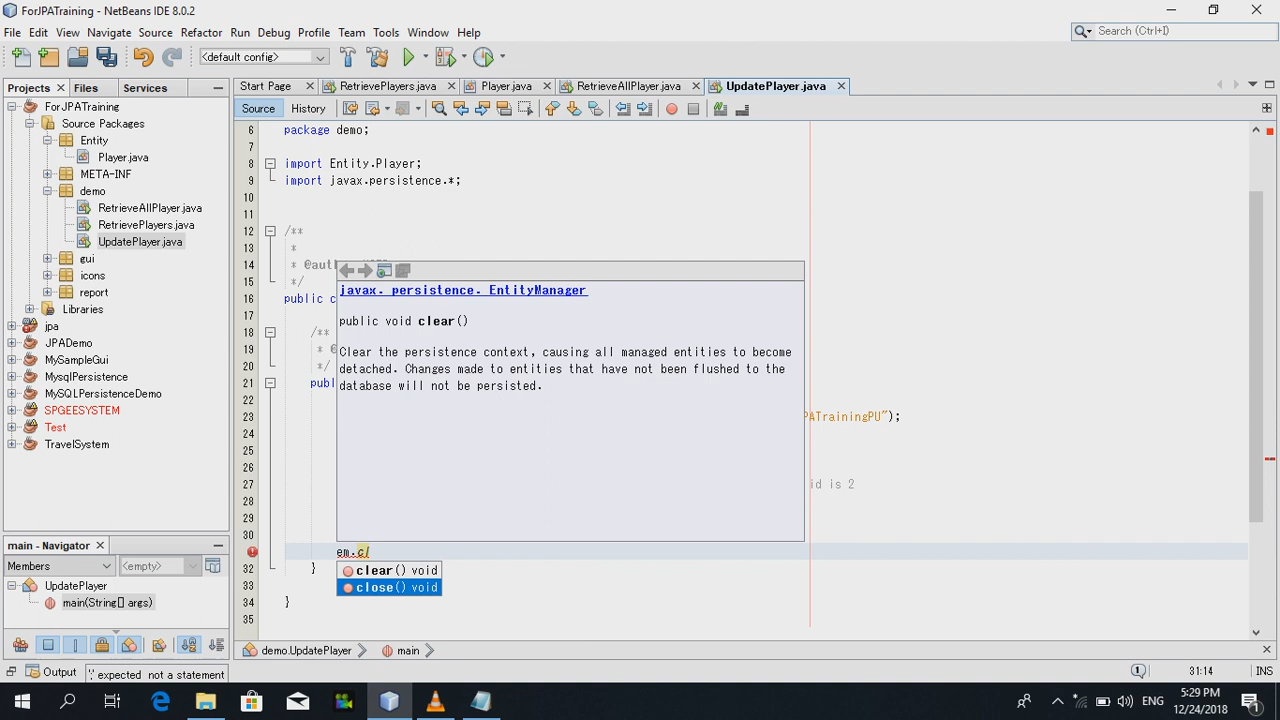 ForJPATraining - NetBeans IDE 8.0.2
File Edit View Navigate Source Refactor Run Debug Profile Team Tools Window Help
Search (Ctrl+I)
<default config>
Projects Files Services
Start Page RetrievePlayers.java Player.java RetrieveAllPlayer.java UpdatePlayer.java
Source History
ForJPATraining
Source Packages
Entity
Player.java
META-INF
demo
RetrieveAllPlayer.java
RetrievePlayers.java
UpdatePlayer.java
gui
icons
report
Libraries
jpa
JPADemo
MySampleGui
MysqlPersistence
MySQLPersistenceDemo
SPGEESYSTEM
Test
TravelSystem
6 package demo;
7
8 import Entity.Player;
9 import javax.persistence.*;
10
11
12 /**
13 *
14 * @auth
15 */
16 public c
17
18 /**
19 * @
20 */
21 publ
22
23 PATrainingPU");
24
25
26
27 id is 2
28
29
30
em.c/
32 }
33
34 }
35
javax. persistence. EntityManager
public void clear()
Clear the persistence context, causing all managed entities to become
detached. Changes made to entities that have not been flushed to the
database will not be persisted.
clear() void
close() void
main - Navigator
Members <empty>
UpdatePlayer
main(String[] args)
demo.UpdatePlayer main
Output
';' expected not a statement
1
31:14 INS
ENG
5:29 PM
12/24/2018
1